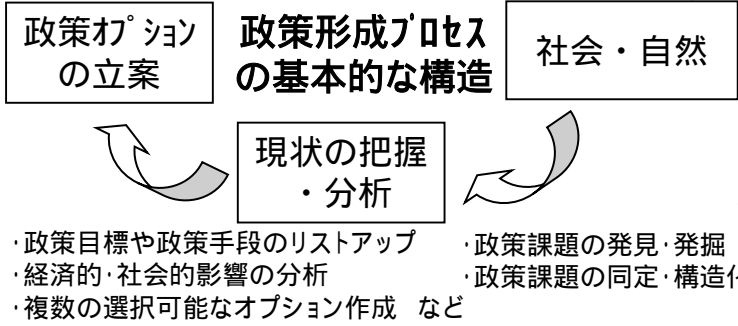 政策ｵﾌﾟｼｮﾝ
の立案
政策形成ﾌﾟﾛｾｽ
の基本的な構造
社会・自然
現状の把握
・分析
･政策目標や政策手段のリストアップ
･経済的･社会的影響の分析
･複数の選択可能なオプション作成 など
･政策課題の発見･発掘
･政策課題の同定･構造